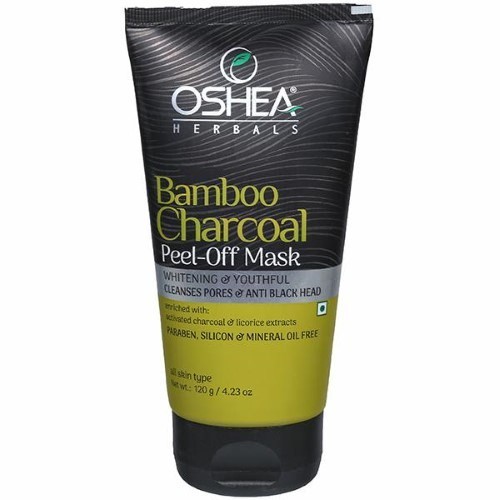 OSHEA®
HERBALS
Bamboo
Charcoal
Peel-Off Mask
WHITENING & YOUTHFUL
CLEANSES PORES & ANTI BLACK HEAD
enriched with:
activated charcoal & licorice extracts
PARABEN, SILICON & MINERAL OIL FREE
all skin type
Net wt.: 120 g / 4.23 oz